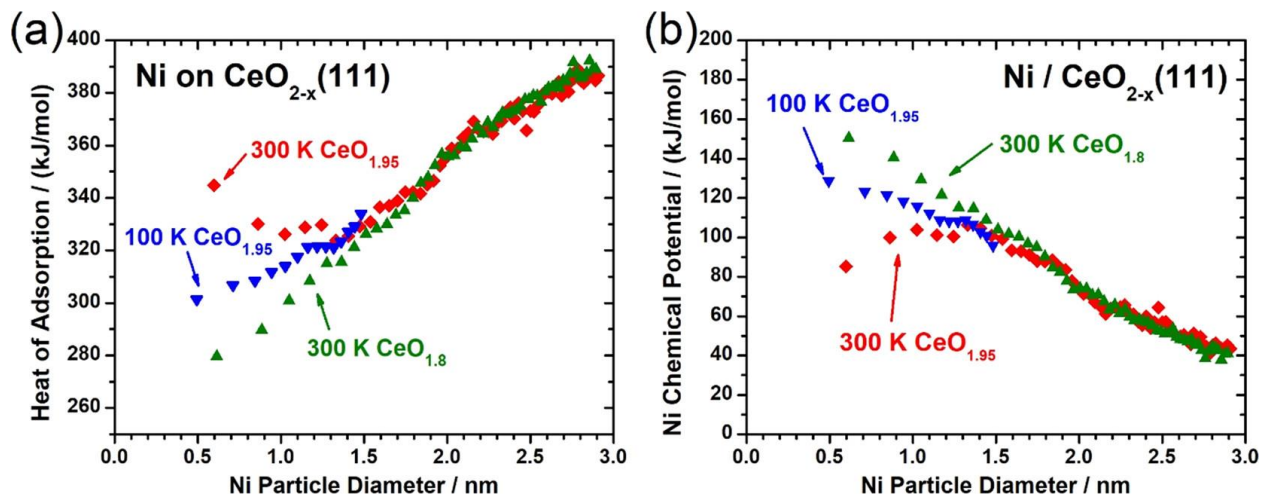 (a)
Heat of Adsorption / (kJ/mol)
400
380
360
340
320
300
280
260
Ni on CeO2-x(111)
300 K CeO1.95
100 K CeO1.95
300 K CeO1.8
0.0 0.5 1.0 1.5 2.0 2.5 3.0
Ni Particle Diameter / nm
(b)
Ni Chemical Potential / (kJ/mol)
200
180
160
140
120
100
80
60
40
20
0
Ni / CeO2-x(111)
100 K CeO1.95
300 K CeO1.8
300 K CeO1.95
0.0 0.5 1.0 1.5 2.0 2.5 3.0
Ni Particle Diameter / nm